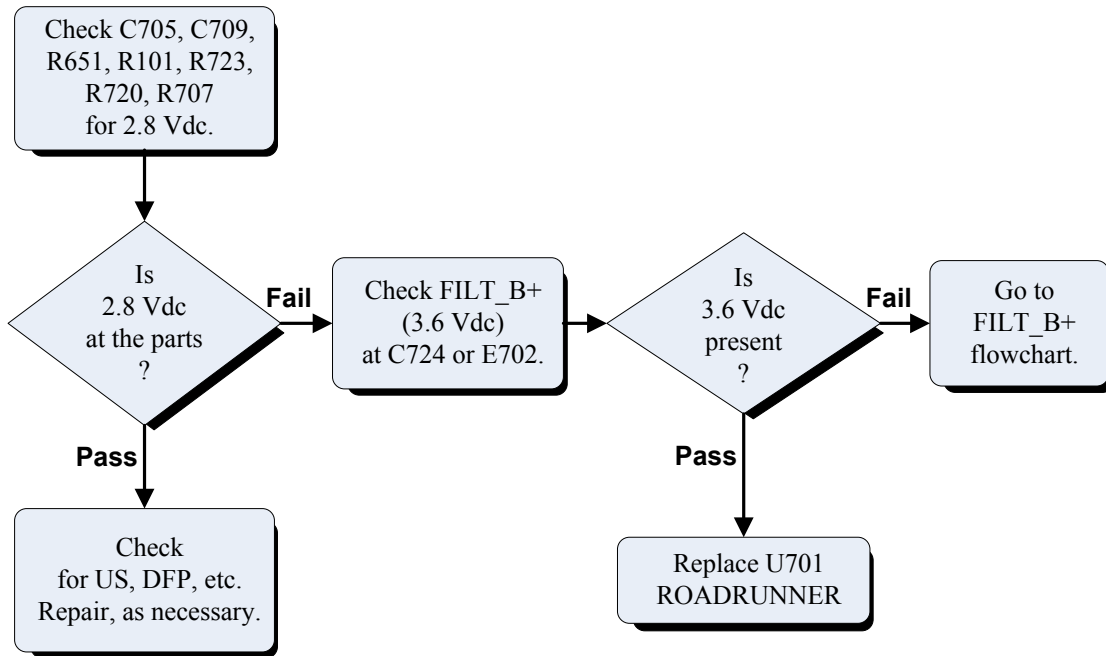 Check C705, C709,
R651, R101, R723,
R720, R707
for 2.8 Vdc.
Is
2.8 Vdc
at the parts
?
Fail
Check FILT_B+
(3.6 Vdc)
at C724 or E702.
Is
3.6 Vdc
present
?
Fail
Go to
FILT_B+
flowchart.
Pass
Check
for US, DFP, etc.
Repair, as necessary.
Pass
Replace U701
ROADRUNNER